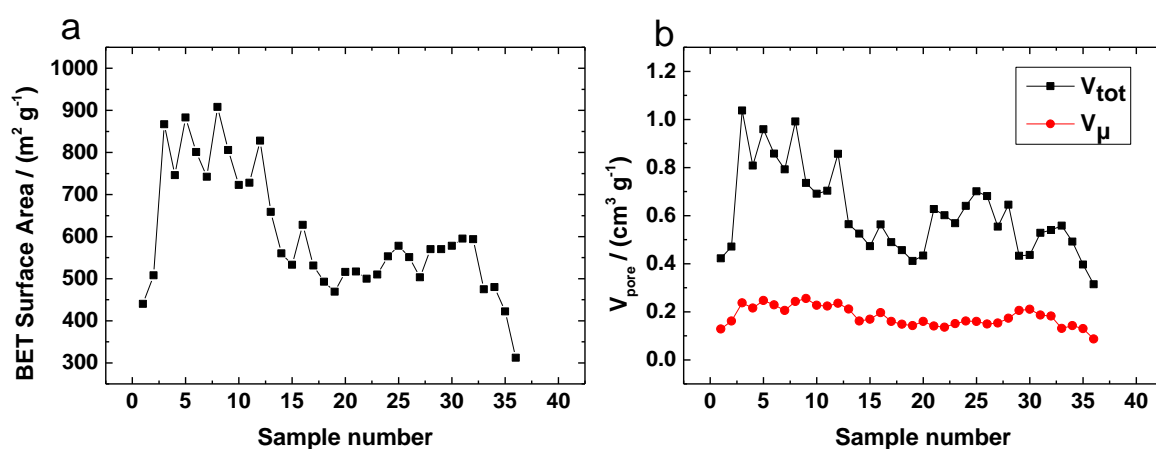 a
BET Surface Area / (m² g⁻¹)
1000
900
800
700
600
500
400
300
0 5 10 15 20 25 30 35 40
Sample number
b
V_pore / (cm³ g⁻¹)
1.2
1.0
0.8
0.6
0.4
0.2
0.0
V_tot
V_μ
0 5 10 15 20 25 30 35 40
Sample number